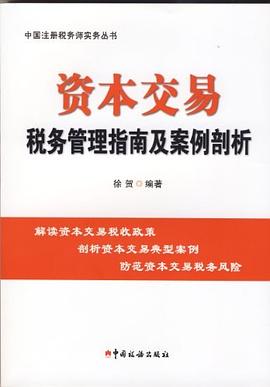 中国注册税务师实务丛书
资本交易
税务管理指南及案例剖析
徐 贺◎编著
解读资本交易税收政策
剖析资本交易典型案例
防范资本交易税务风险
中国税务出版社